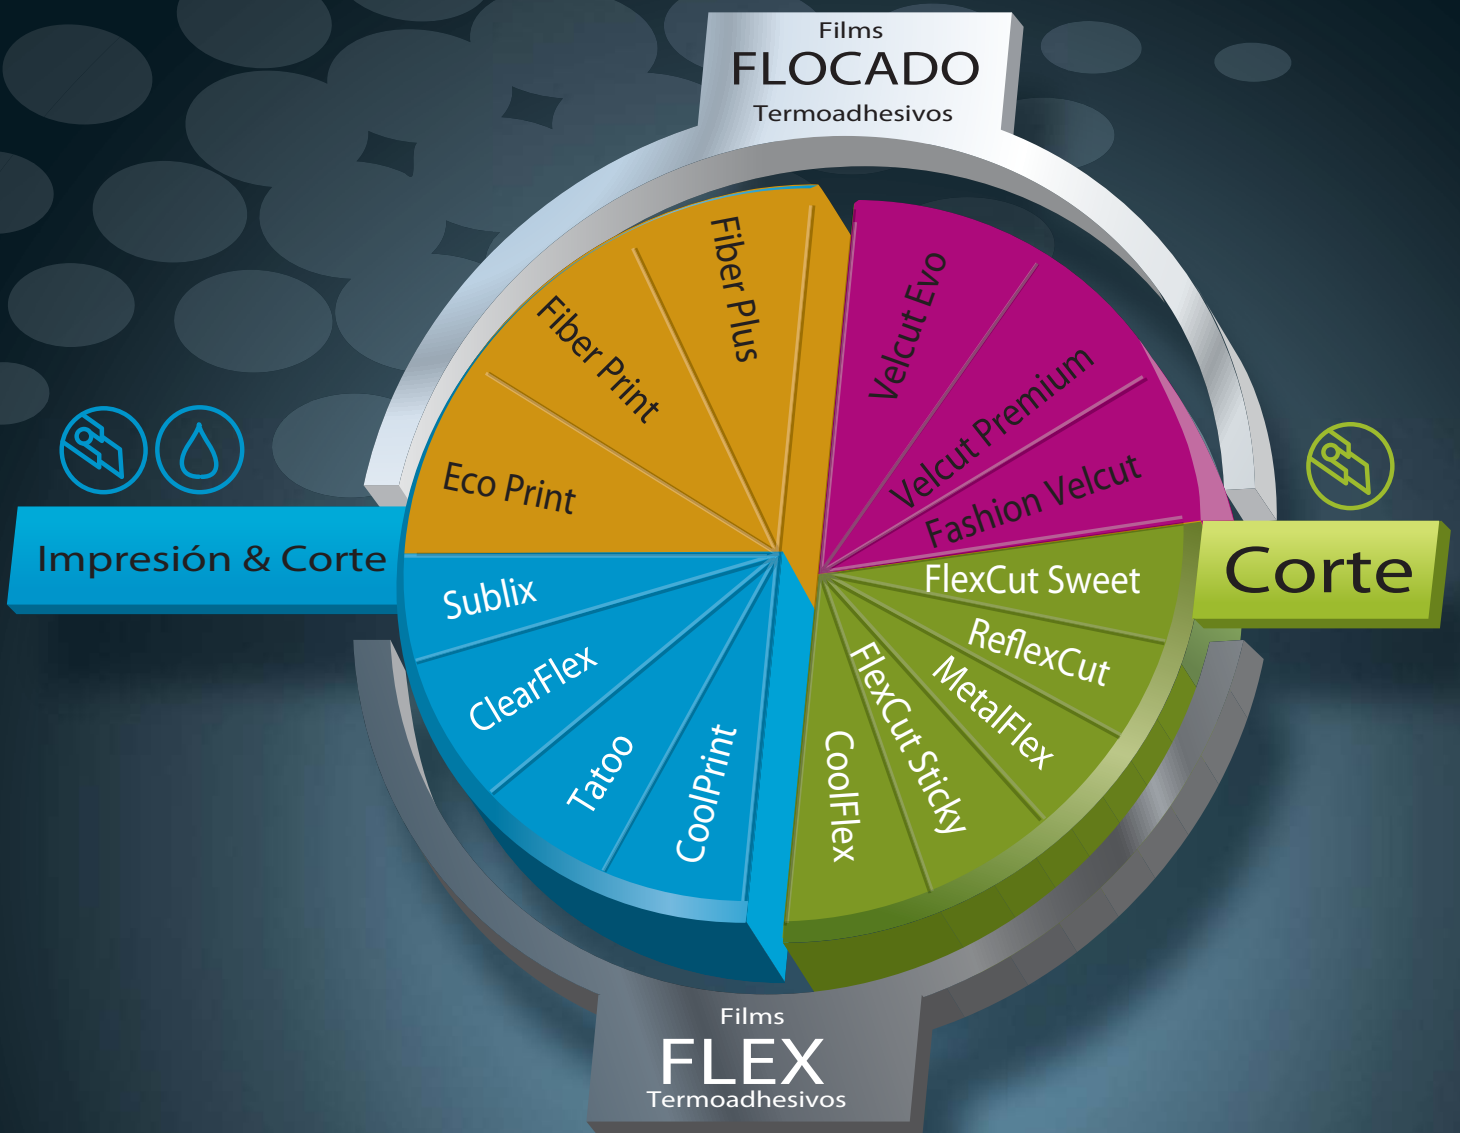 Films
FLOCADO
Termoadhesivos
Fiber Plus
Fiber Print
Eco Print
Velcut Evo
Velcut Premium
Fashion Velcut
Impresión & Corte
Corte
Sublix
ClearFlex
Tatoo
CoolPrint
FlexCut Sweet
ReflexCut
MetalFlex
FlexCut Sticky
CoolFlex
Films
FLEX
Termoadhesivos